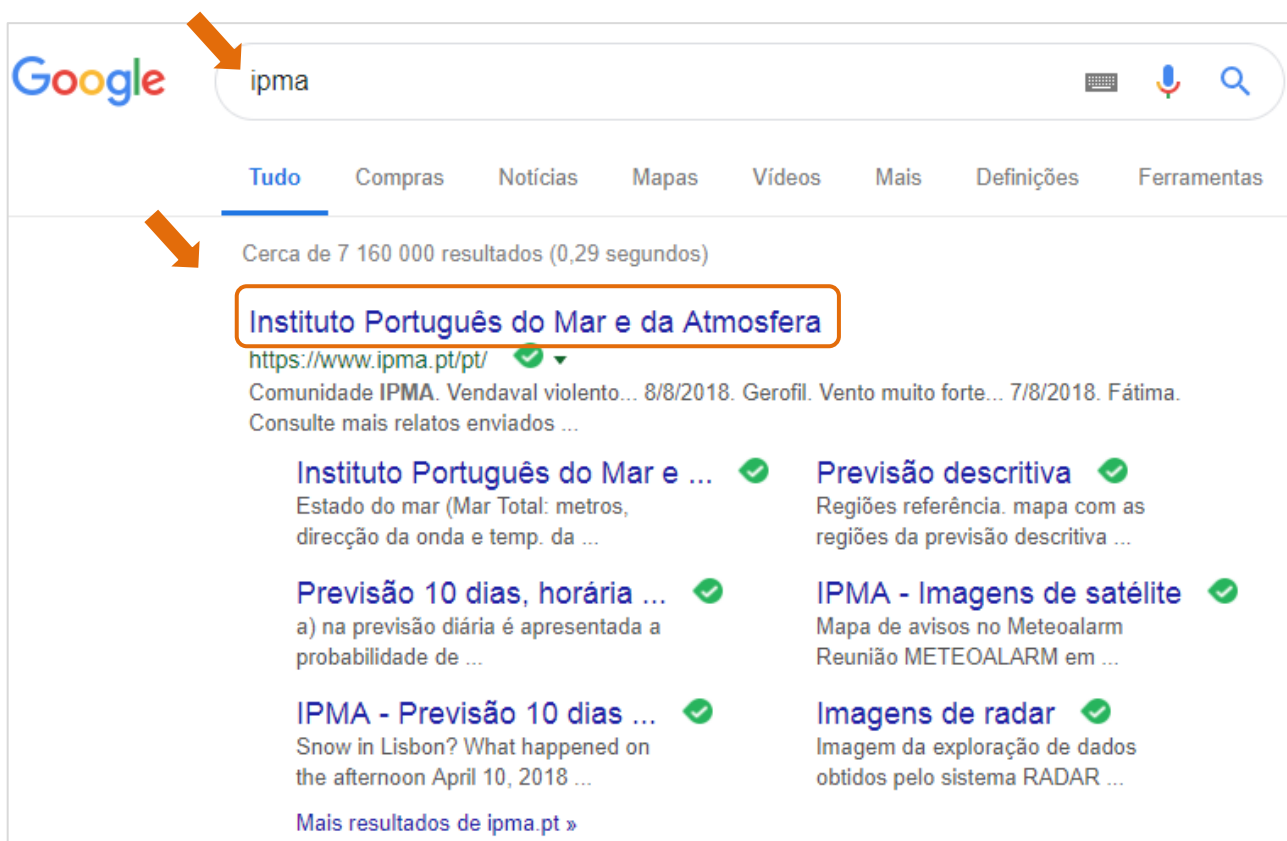 Google
ipma
Tudo Compras Notícias Mapas Vídeos Mais Definições Ferramentas
Cerca de 7 160 000 resultados (0,29 segundos)
Instituto Português do Mar e da Atmosfera
https://www.ipma.pt/pt/
Comunidade IPMA. Vendaval violento... 8/8/2018. Gerofil. Vento muito forte... 7/8/2018. Fátima.
Consulte mais relatos enviados ...
Instituto Português do Mar e ...
Estado do mar (Mar Total: metros,
direcção da onda e temp. da ...
Previsão descritiva
Regiões referência. mapa com as
regiões da previsão descritiva ...
Previsão 10 dias, horária ...
a) na previsão diária é apresentada a
probabilidade de ...
IPMA - Imagens de satélite
Mapa de avisos no Meteoalarm
Reunião METEOALARM em ...
IPMA - Previsão 10 dias ...
Snow in Lisbon? What happened on
the afternoon April 10, 2018 ...
Imagens de radar
Imagem da exploração de dados
obtidos pelo sistema RADAR ...
Mais resultados de ipma.pt »